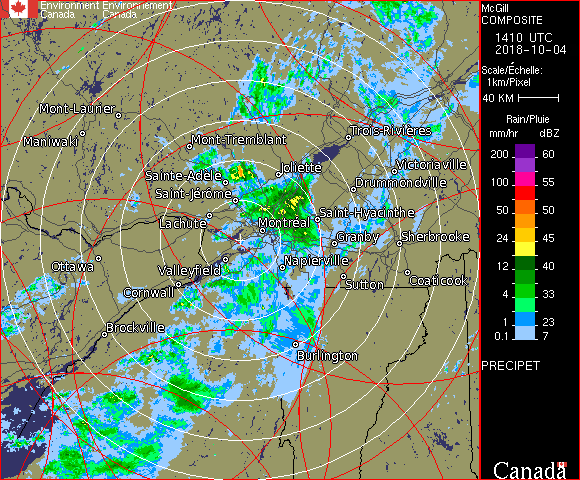 Environment Environnement
Canada Canada
McGill
COMPOSITE
1410 UTC
2018-10-04
Scale/Échelle:
1km/Pixel
40 KM
Rain/Pluie
mm/hr dBZ
200 60
100 55
50 50
30 45
24 45
12 40
4 33
1 23
0.1 7
PRECIPET
Canada
Mont-Laurier
Maniwaki
Mont-Tremblant
Trois-Rivières
Joliette
Victoriaville
Sainte-Adèle
Drummondville
Saint-Jérôme
Lachute
Saint-Hyacinthe
Montréal
Granby
Sherbrooke
Ottawa
Valleyfield
Napierville
Cornwall
Sutton
Coaticook
Brockville
Burlington